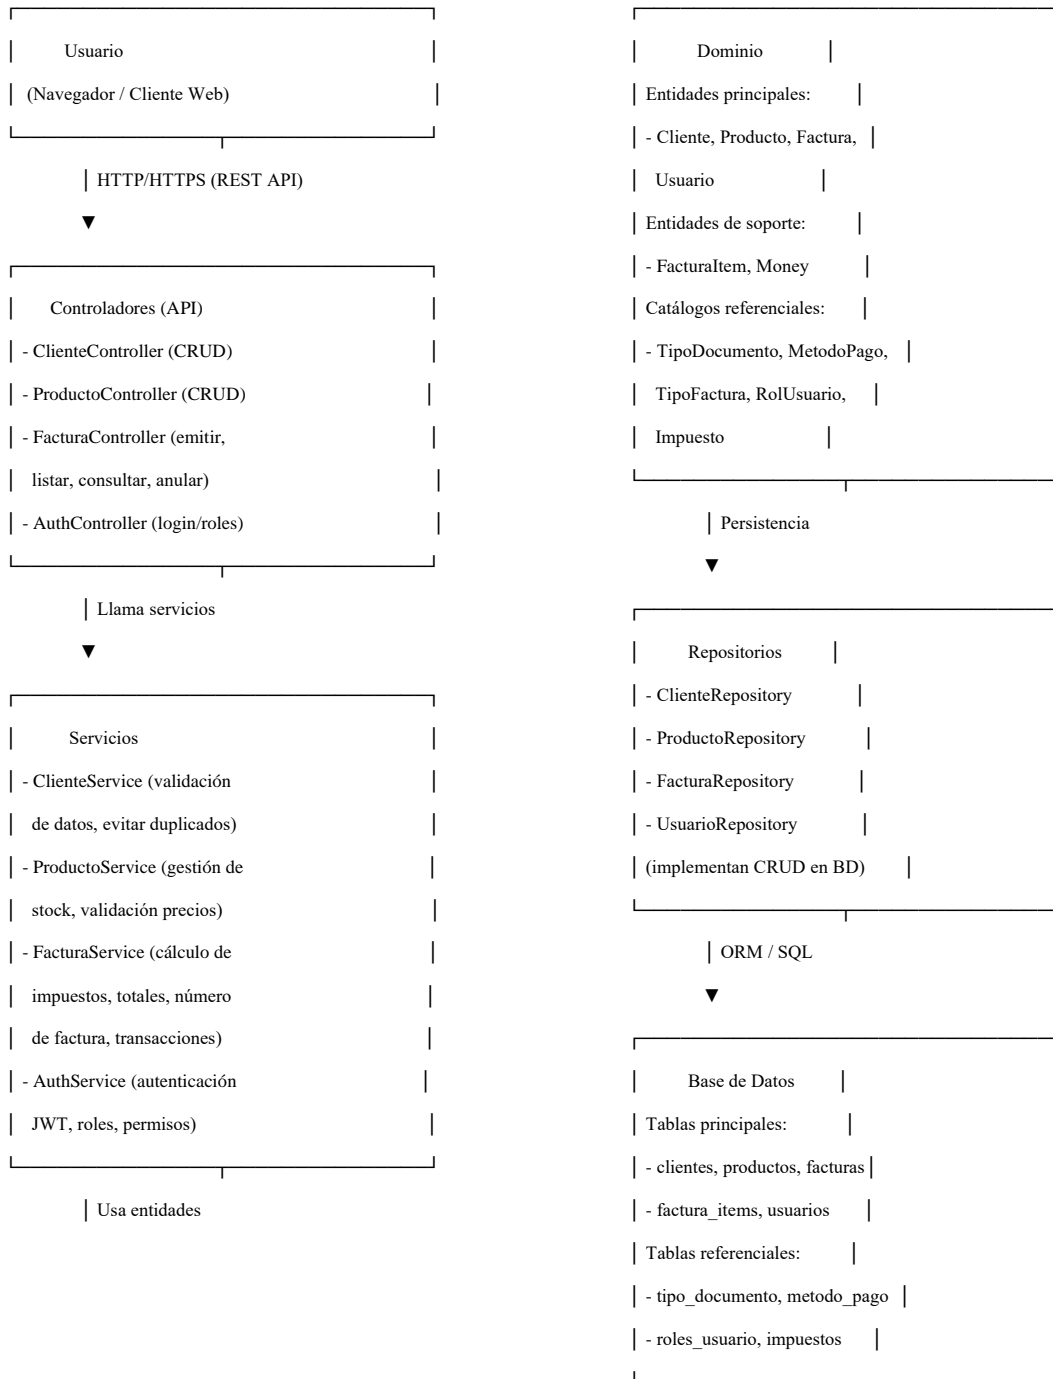 Usuario
(Navegador / Cliente Web)
HTTP/HTTPS (REST API)
▼
Controladores (API)
- ClienteController (CRUD)
- ProductoController (CRUD)
- FacturaController (emitir,
listar, consultar, anular)
- AuthController (login/roles)
Llama servicios
▼
Servicios
- ClienteService (validación
de datos, evitar duplicados)
- ProductoService (gestión de
stock, validación precios)
- FacturaService (cálculo de
impuestos, totales, número
de factura, transacciones)
- AuthService (autenticación
JWT, roles, permisos)
Usa entidades
Dominio
Entidades principales:
- Cliente, Producto, Factura,
Usuario
Entidades de soporte:
- FacturaItem, Money
Catálogos referenciales:
- TipoDocumento, MetodoPago,
TipoFactura, RolUsuario,
Impuesto
Persistencia
▼
Repositorios
- ClienteRepository
- ProductoRepository
- FacturaRepository
- UsuarioRepository
(implementan CRUD en BD)
ORM / SQL
▼
Base de Datos
Tablas principales:
- clientes, productos, facturas
- factura_items, usuarios
Tablas referenciales:
- tipo_documento, metodo_pago
- roles_usuario, impuestos